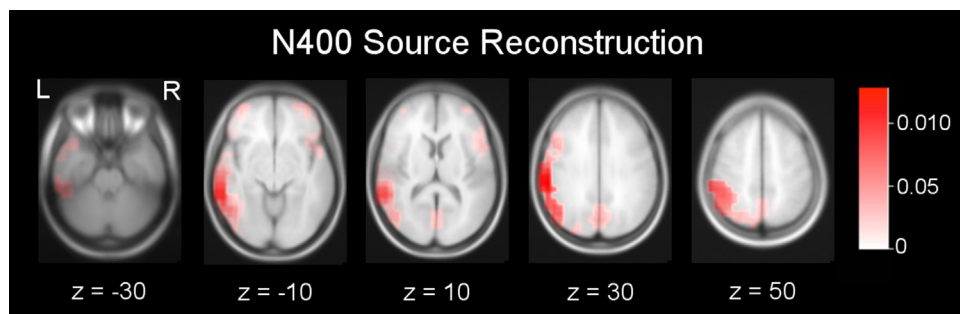 N400 Source Reconstruction
L R
0.010
0.05
0
z = -30 z = -10 z = 10 z = 30 z = 50